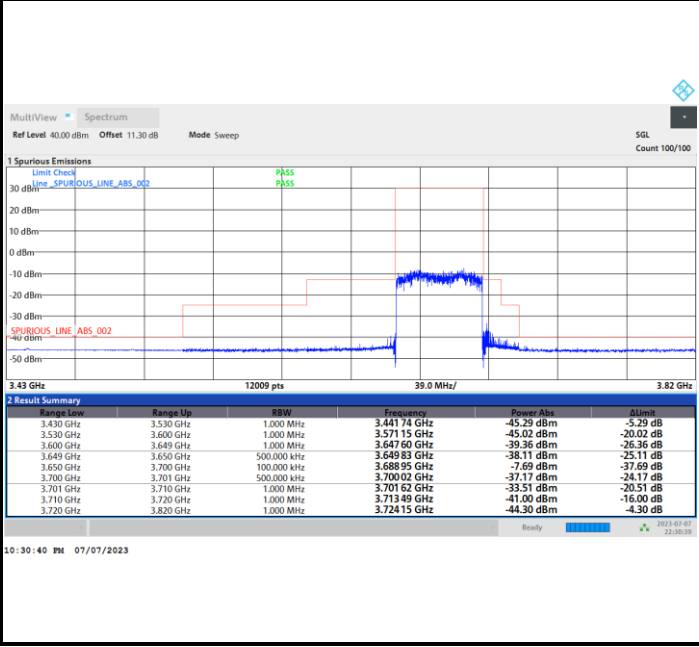 MultiView Spectrum
Ref Level 40.00 dBm Offset 11.30 dB Mode Sweep SGL
Count 100/100
1 Spurious Emissions
Limit Check PASS
Line _SPURIOUS_LINE_ABS_002 PASS
30 dBm
20 dBm
10 dBm
0 dBm
-10 dBm
-20 dBm
-30 dBm
SPURIOUS_LINE_ABS_002
-40 dBm
-50 dBm
3.43 GHz 12009 pts 39.0 MHz/ 3.82 GHz
2 Result Summary
Range Low Range Up RBW Frequency Power Abs ΔLimit
3.430 GHz 3.530 GHz 1.000 MHz 3.441 74 GHz -45.29 dBm -5.29 dB
3.530 GHz 3.600 GHz 1.000 MHz 3.571 15 GHz -45.02 dBm -20.02 dB
3.600 GHz 3.649 GHz 1.000 MHz 3.647 60 GHz -39.36 dBm -26.36 dB
3.649 GHz 3.650 GHz 500.000 kHz 3.649 83 GHz -38.11 dBm -25.11 dB
3.650 GHz 3.700 GHz 100.000 kHz 3.688 95 GHz -7.69 dBm -37.69 dB
3.700 GHz 3.701 GHz 500.000 kHz 3.700 02 GHz -37.17 dBm -24.17 dB
3.701 GHz 3.710 GHz 1.000 MHz 3.701 62 GHz -33.51 dBm -20.51 dB
3.710 GHz 3.720 GHz 1.000 MHz 3.713 49 GHz -41.00 dBm -16.00 dB
3.720 GHz 3.820 GHz 1.000 MHz 3.724 15 GHz -44.30 dBm -4.30 dB
Ready 2023-07-07
22:30:39
10:30:40 PM 07/07/2023